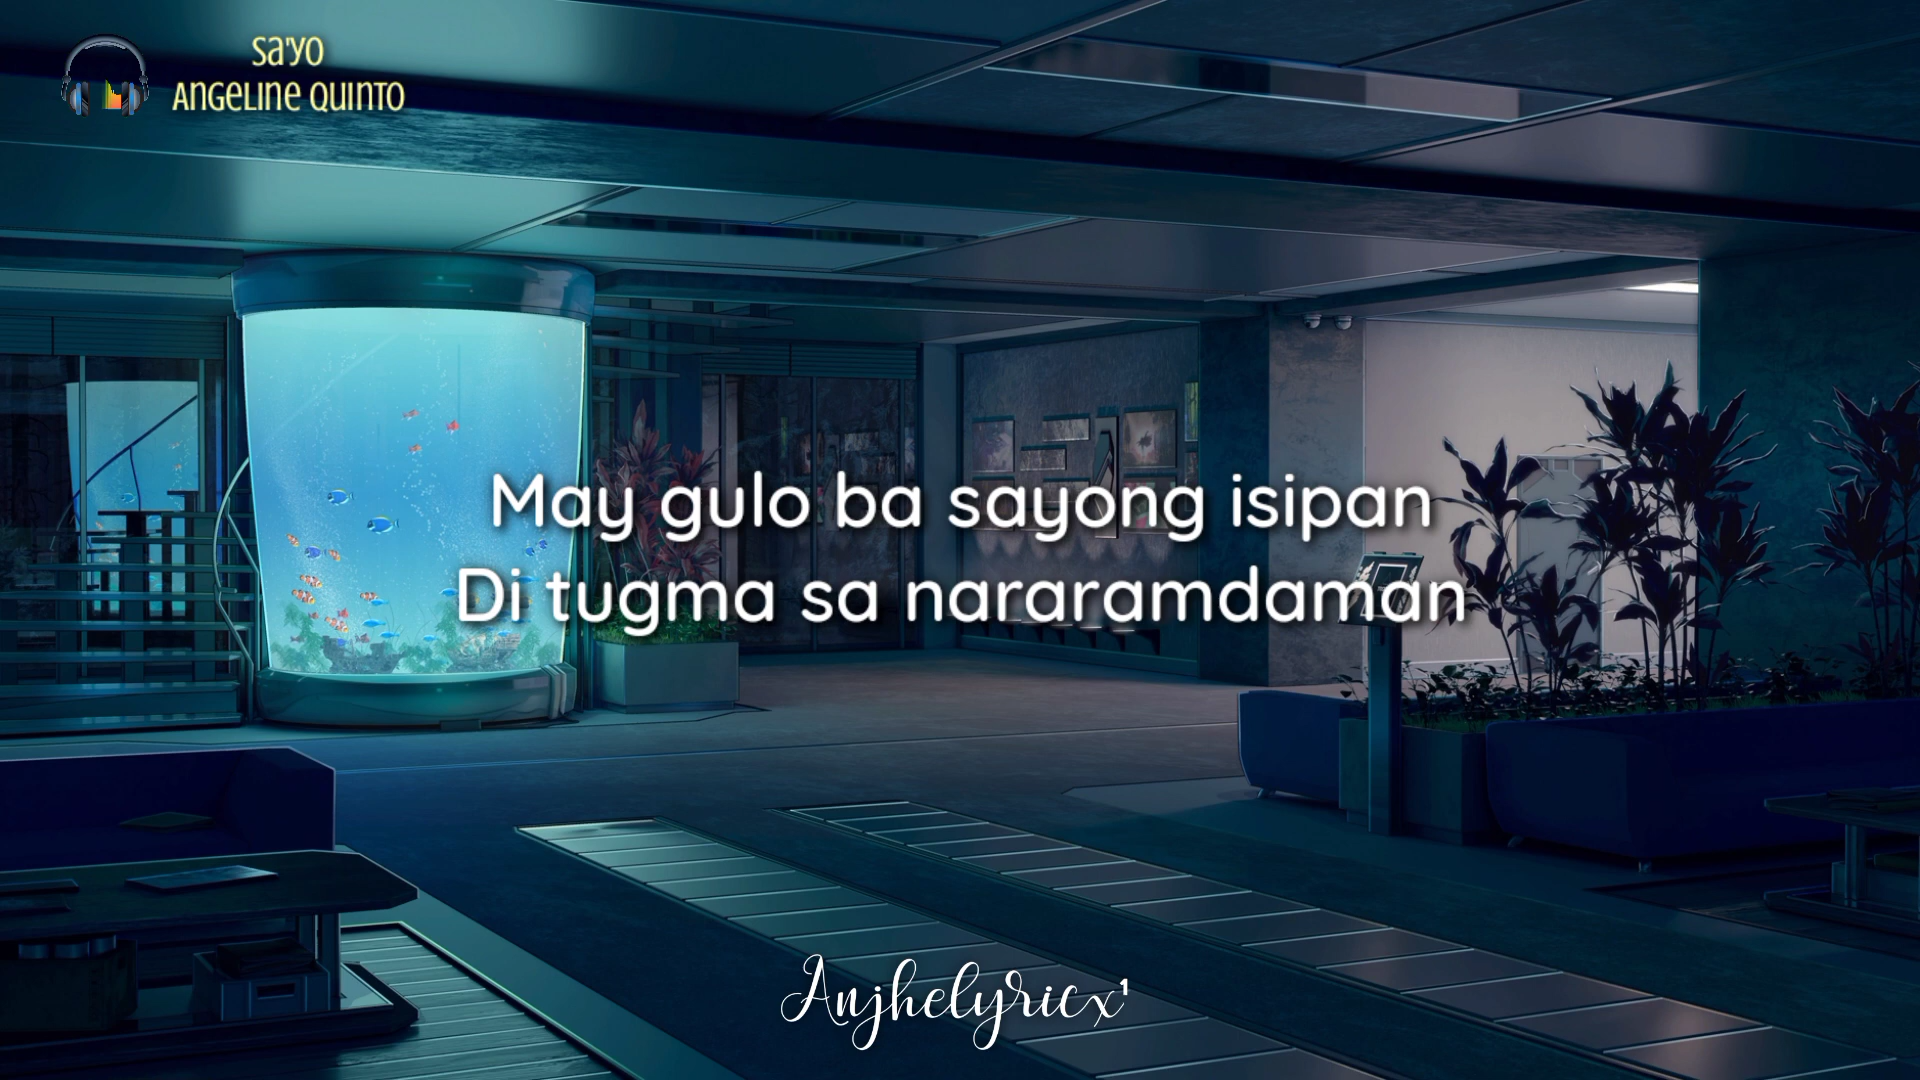 Sa'yo
Angeline Quinto
May gulo ba sayong isipan
Di tugma sa nararamdaman
Anjhelyricx¹